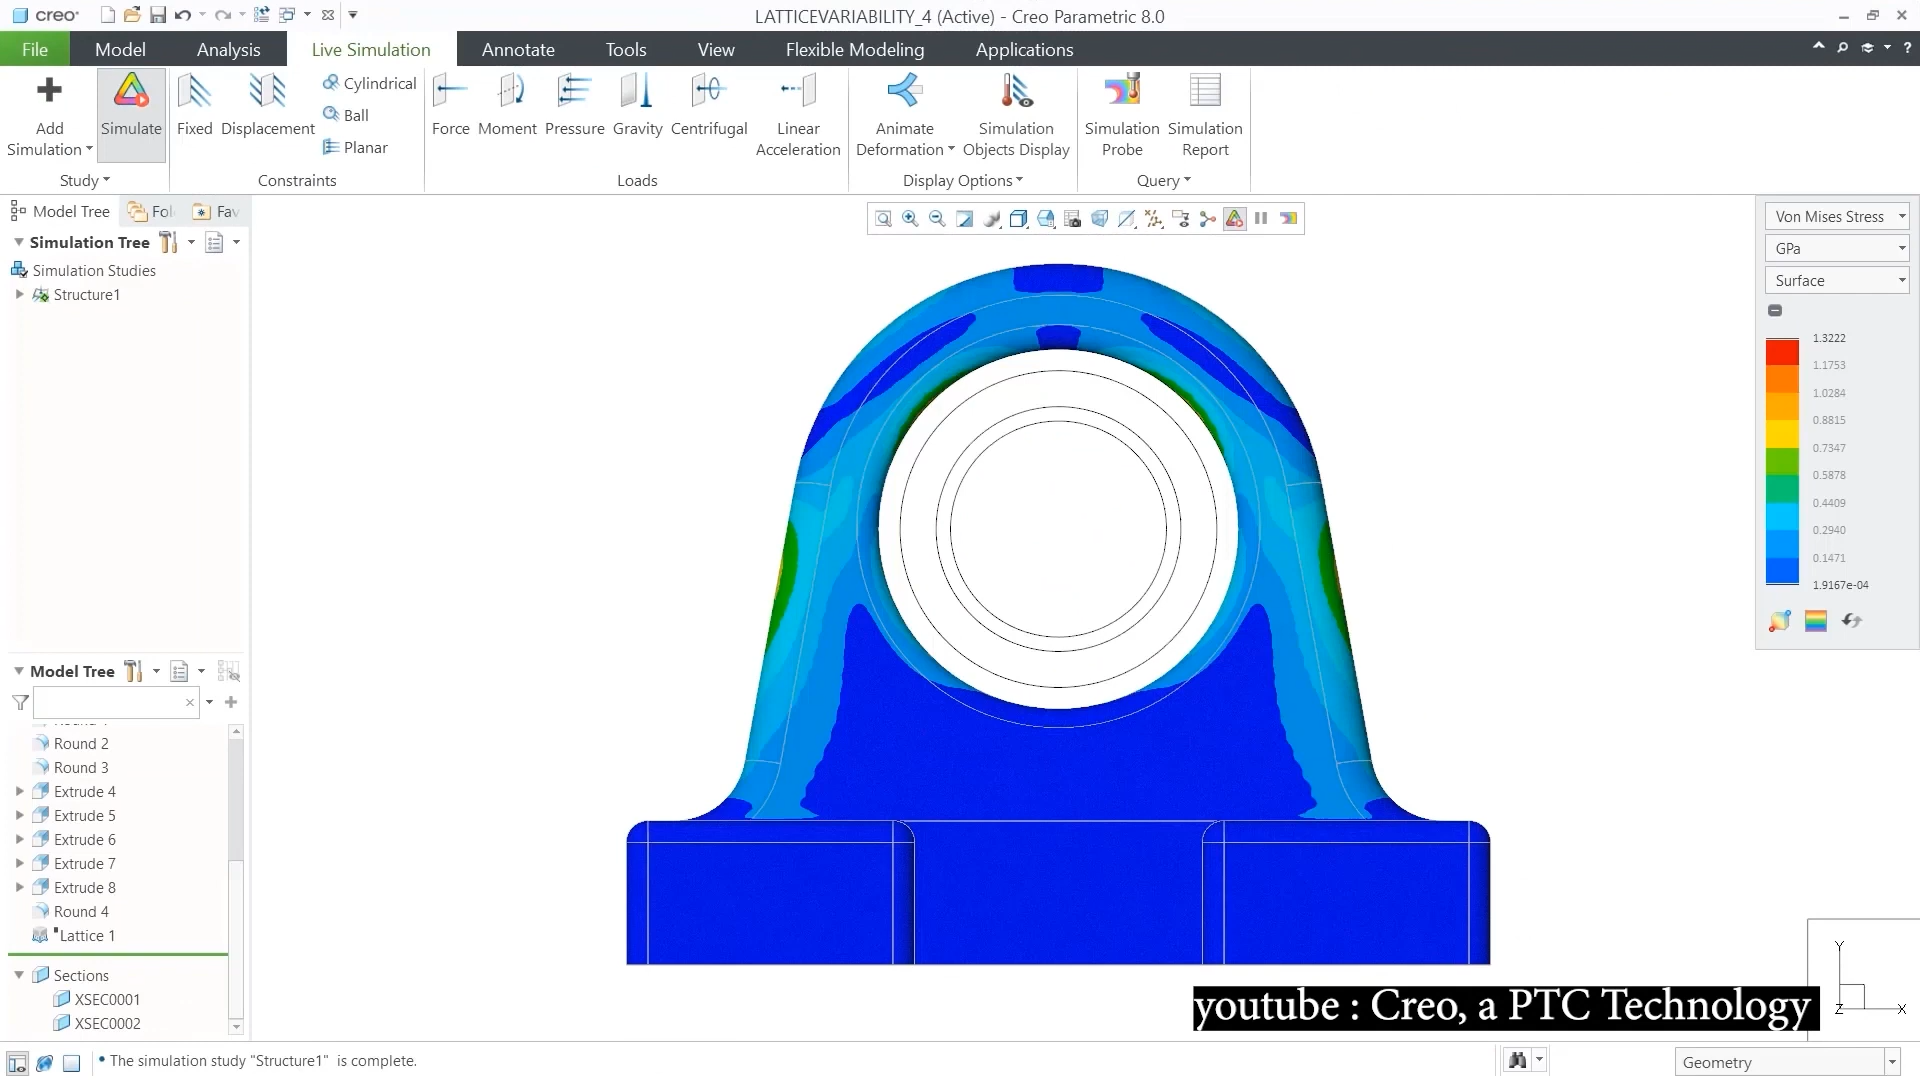 creo
LATTICEVARIABILITY_4 (Active) - Creo Parametric 8.0
File Model Analysis Live Simulation Annotate Tools View Flexible Modeling Applications
Add Simulation
Simulate
Fixed
Displacement
Cylindrical
Ball
Planar
Force
Moment
Pressure
Gravity
Centrifugal
Linear Acceleration
Animate Deformation
Simulation Objects Display
Simulation Probe
Simulation Report
Study
Constraints
Loads
Display Options
Query
Model Tree Fol Fav
Simulation Tree
Simulation Studies
Structure1
Von Mises Stress
GPa
Surface
1.3222
1.1753
1.0284
0.8815
0.7347
0.5878
0.4409
0.2940
0.1471
1.9167e-04
Model Tree
Round 2
Round 3
Extrude 4
Extrude 5
Extrude 6
Extrude 7
Extrude 8
Round 4
Lattice 1
Sections
XSEC0001
XSEC0002
Y
Z X
youtube : Creo, a PTC Technology
• The simulation study "Structure1" is complete.
Geometry